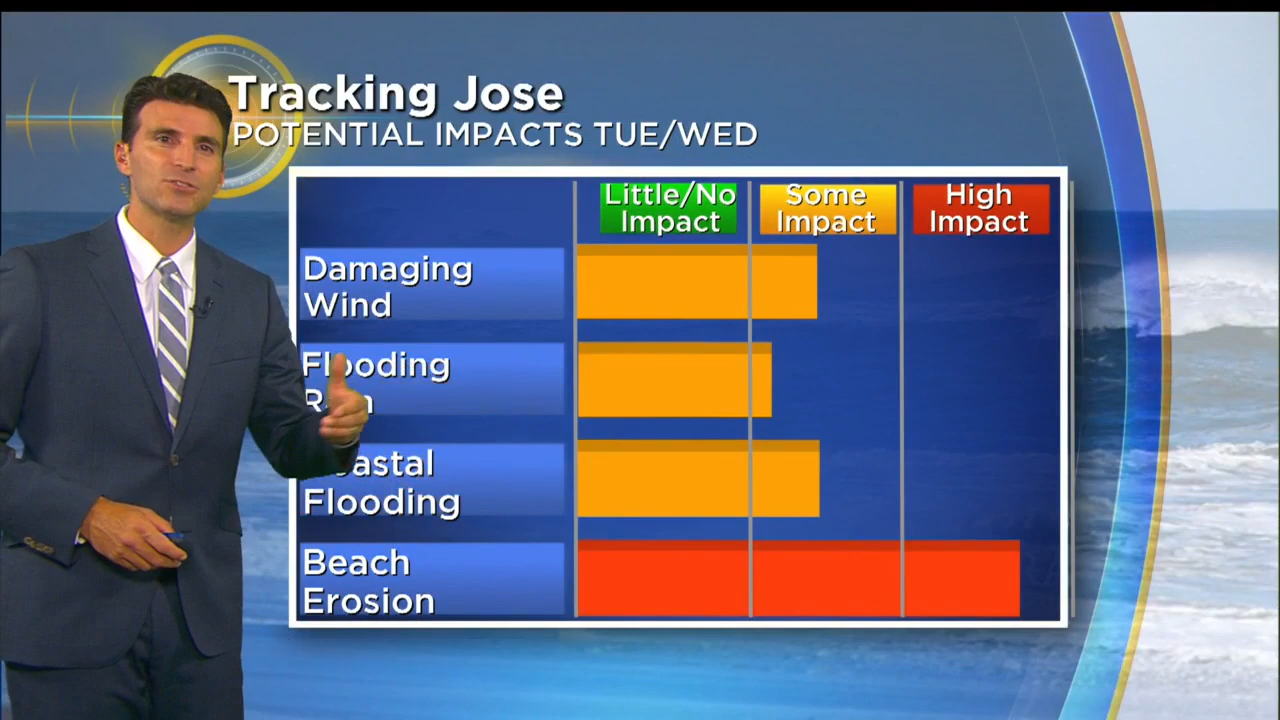 Tracking Jose
POTENTIAL IMPACTS TUE/WED
Little/No
Impact
Some
Impact
High
Impact
Damaging
Wind
Flooding
Coastal
Flooding
Beach
Erosion